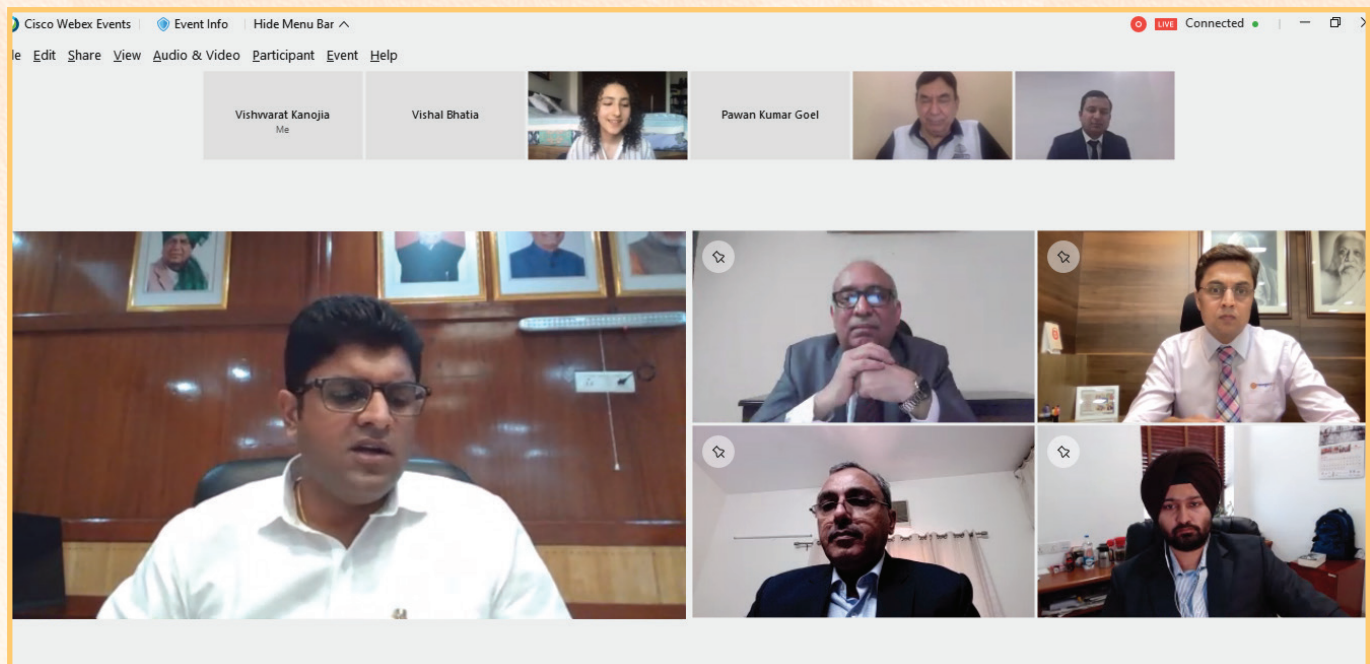 Cisco Webex Events Event Info Hide Menu Bar LIVE Connected
le Edit Share View Audio & Video Participant Event Help
Vishwarat Kanojia
Me
Vishal Bhatia
Pawan Kumar Goel